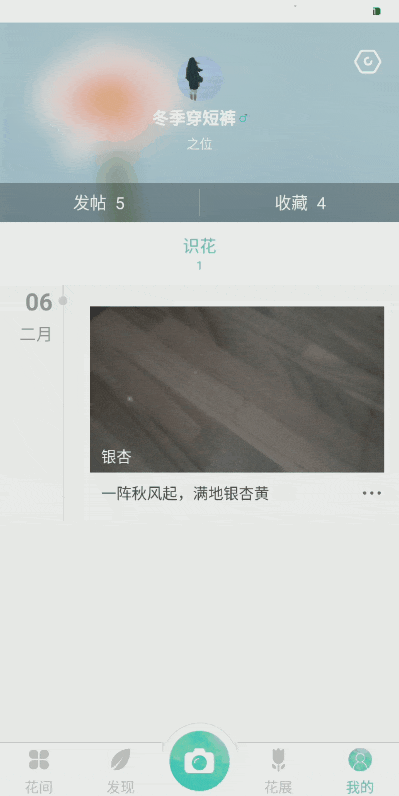 冬季穿短裤
之位
发帖 5
收藏 4
识花
1
06
二月
银杏
一阵秋风起，满地银杏黄
花间
发现
花展
我的